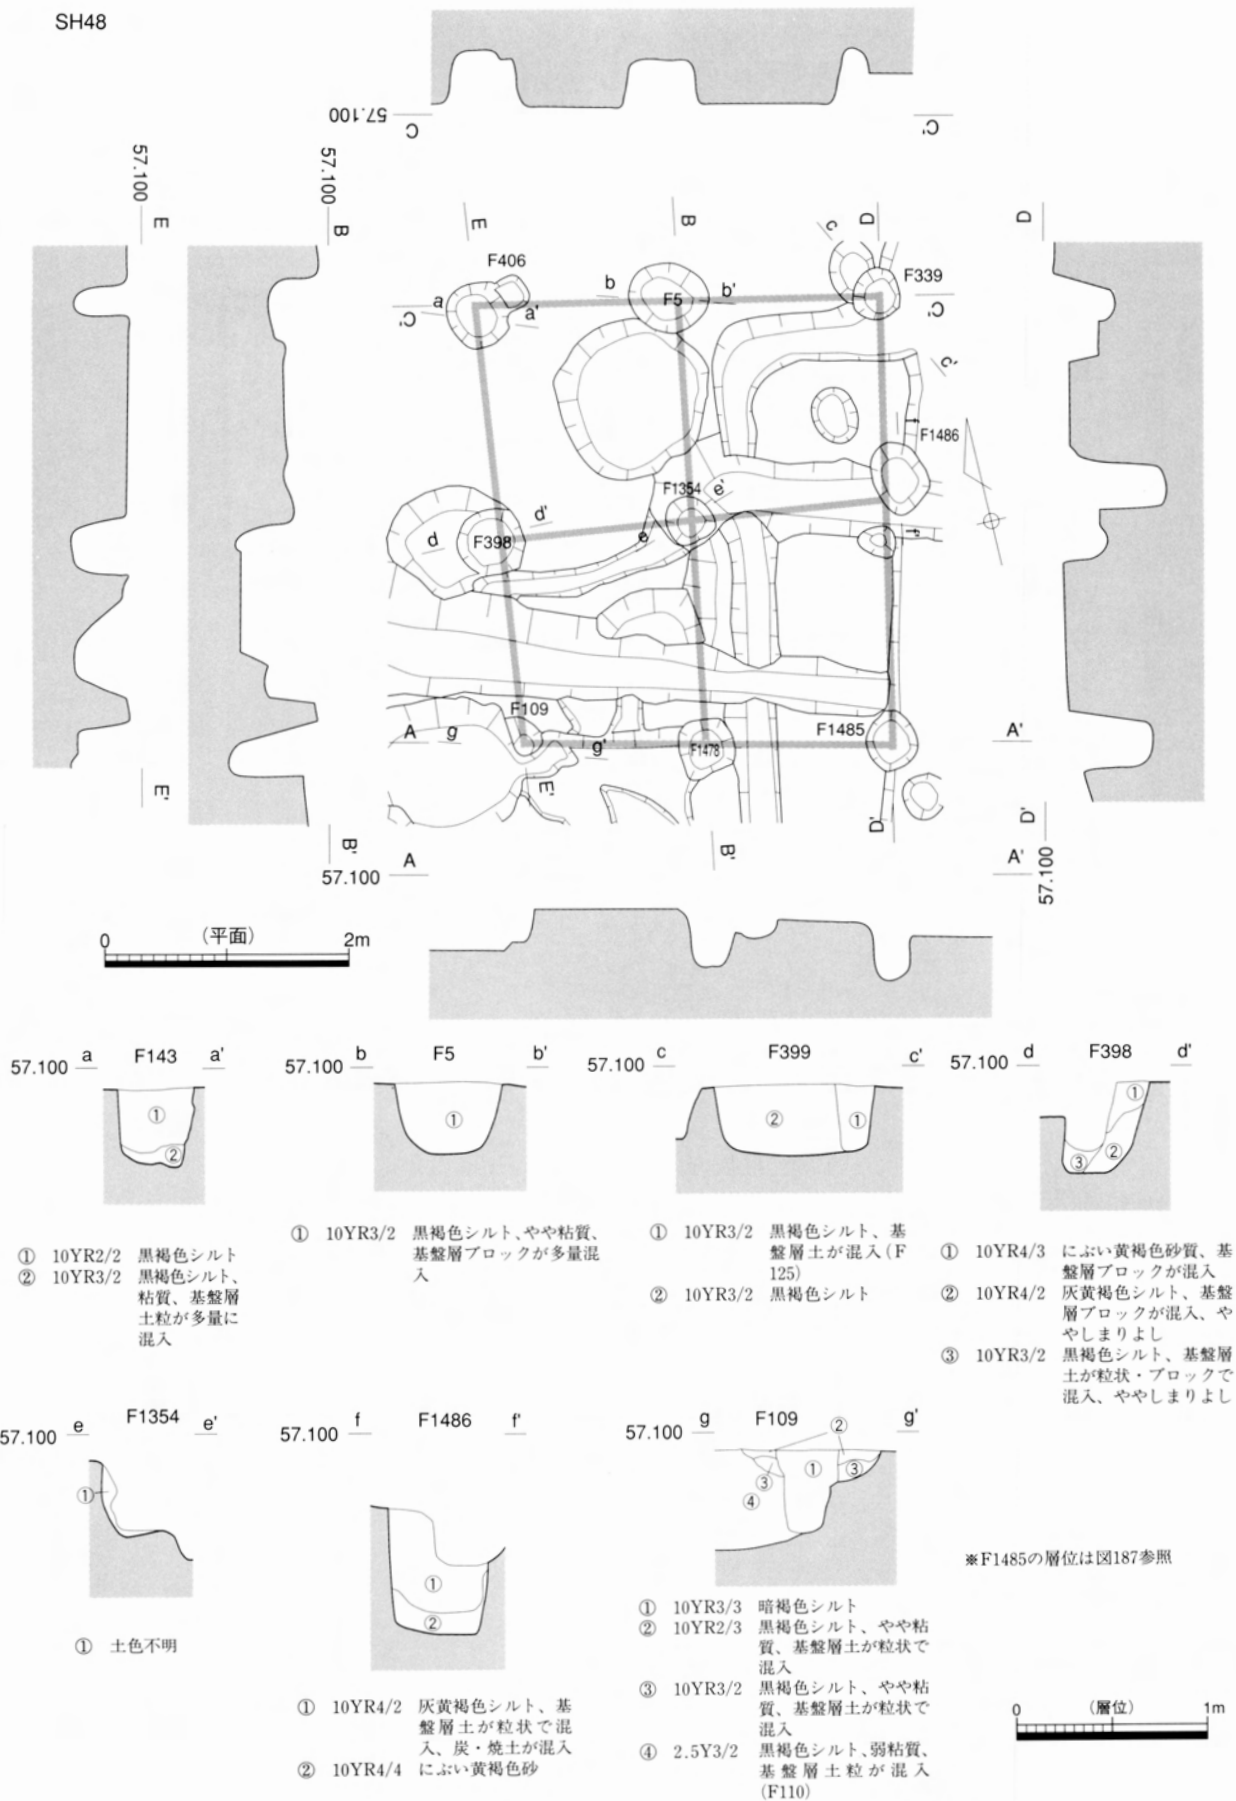 SH48
57.100
C
C'
57.100
E
57.100
B
E
B
D
c
D
F406
F339
a
a'
b
F5
b'
C
C'
c'
f
F1486
F1354
e'
d
F398
d'
e
f'
F109
A
g
g'
F1478
F1485
A'
E'
E'
D'
D'
B'
B'
57.100
A
A'
57.100
0
(平面)
2m
57.100 a F143 a'
①
②
① 10YR2/2 黒褐色シルト
② 10YR3/2 黒褐色シルト、
粘質、基盤層
土粒が多量に
混入
57.100 b F5 b'
①
① 10YR3/2 黒褐色シルト、やや粘質、
基盤層ブロックが多量混
入
57.100 c F399 c'
② ①
① 10YR3/2 黒褐色シルト、基
盤層土が混入(F
125)
② 10YR3/2 黒褐色シルト
57.100 d F398 d'
①
②
③
① 10YR4/3 にぶい黄褐色砂質、基
盤層ブロックが混入
② 10YR4/2 灰黄褐色シルト、基盤
層ブロックが混入、や
やしまりよし
③ 10YR3/2 黒褐色シルト、基盤層
土が粒状・ブロックで
混入、ややしまりよし
57.100 e F1354 e'
①
① 土色不明
57.100 f F1486 f'
①
②
① 10YR4/2 灰黄褐色シルト、基
盤層土が粒状で混
入、炭・焼土が混入
② 10YR4/4 にぶい黄褐色砂
57.100 g F109 g'
②
① ③
③
④
① 10YR3/3 暗褐色シルト
② 10YR2/3 黒褐色シルト、やや粘
質、基盤層土が粒状で
混入
③ 10YR3/2 黒褐色シルト、やや粘
質、基盤層土が粒状で
混入
④ 2.5Y3/2 黒褐色シルト、弱粘質、
基盤層土粒が混入
(F110)
※F1485の層位は図187参照
0
(層位)
1m